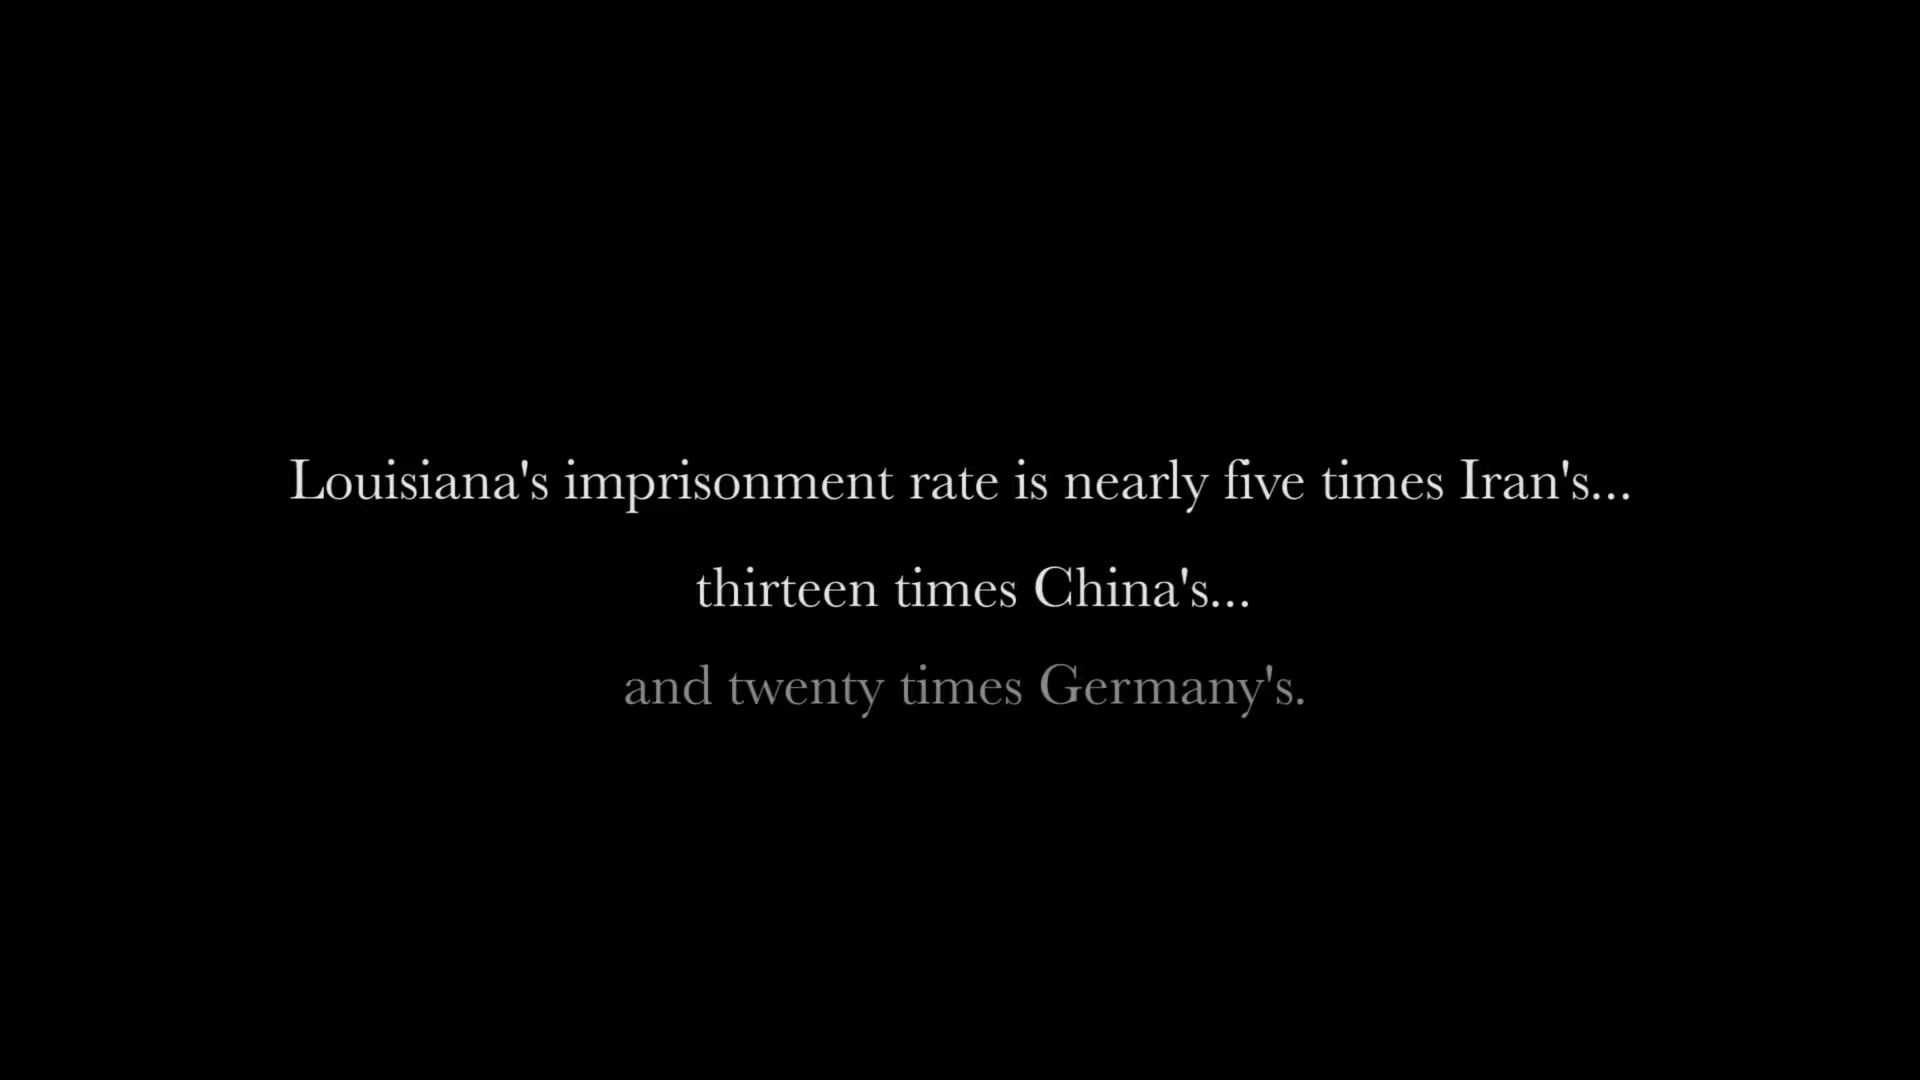 Louisiana's imprisonment rate is nearly five times Iran's...
thirteen times China's...
and twenty times Germany's.